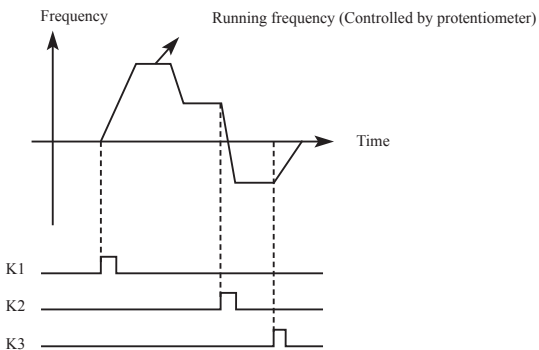 Frequency
Running frequency (Controlled by protentiometer)
Time
K1
K2
K3